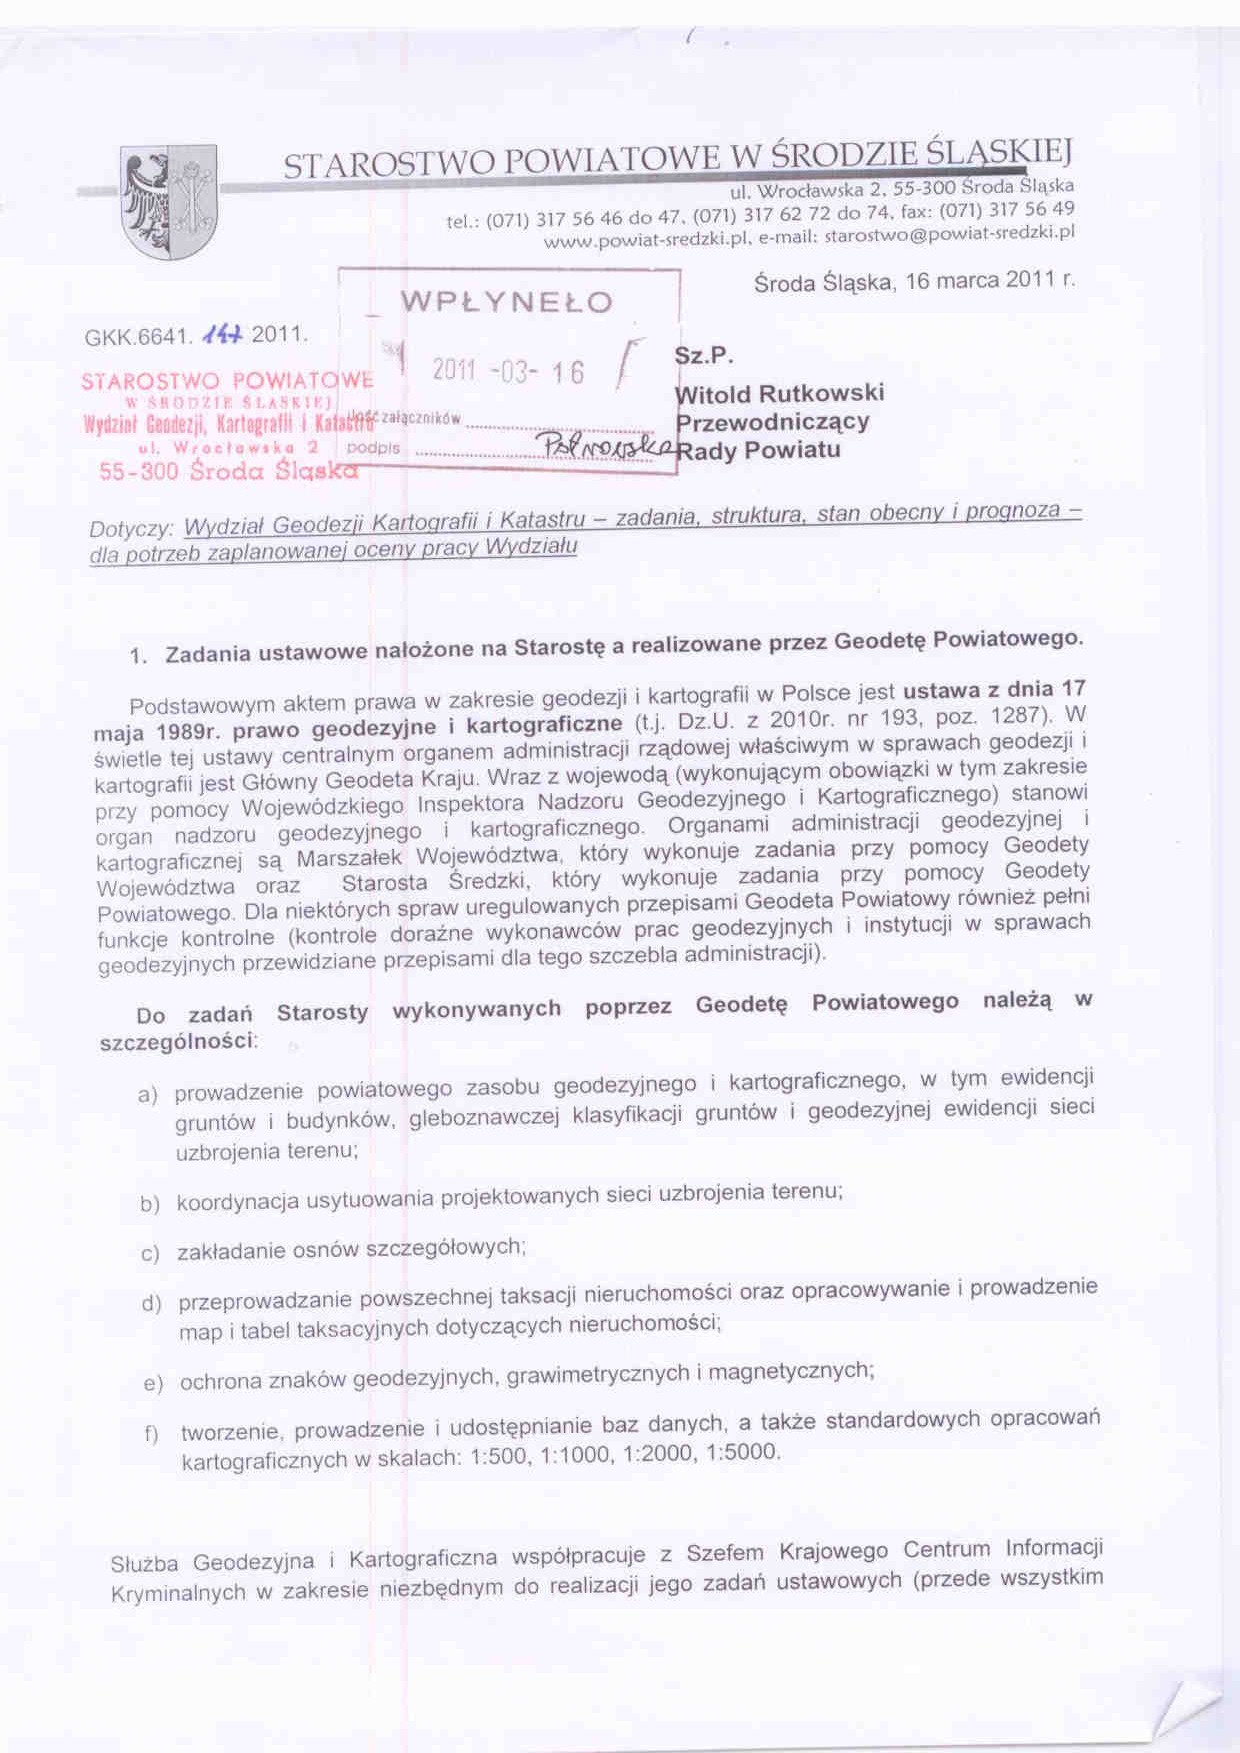 STAROSTWO POWIATOWE W ŚRODZIE ŚLĄSKIEJ
ul. Wrocławska 2, 55-300 Środa Śląska
tel.: (071) 317 56 46 do 47, (071) 317 62 72 do 74, fax: (071) 317 56 49
www.powiat-sredzki.pl, e-mail: starostwo@powiat-sredzki.pl
Środa Śląska, 16 marca 2011 r.
WPŁYNEŁO
2011 -03- 16
Ilość załączników
podpis
GKK.6641. 147 2011.
STAROSTWO POWIATOWE
W ŚRODZIE ŚLĄSKIEJ
Wydział Geodezji, Kartografii i Katastru
ul. Wrocławska 2
55-300 Środa Śląska
Sz.P.
Witold Rutkowski
Przewodniczący
Rady Powiatu
Dotyczy: Wydział Geodezji Kartografii i Katastru – zadania, struktura, stan obecny i prognoza –
dla potrzeb zaplanowanej oceny pracy Wydziału
1. Zadania ustawowe nałożone na Starostę a realizowane przez Geodetę Powiatowego.
Podstawowym aktem prawa w zakresie geodezji i kartografii w Polsce jest ustawa z dnia 17
maja 1989r. prawo geodezyjne i kartograficzne (t.j. Dz.U. z 2010r. nr 193, poz. 1287). W
świetle tej ustawy centralnym organem administracji rządowej właściwym w sprawach geodezji i
kartografii jest Główny Geodeta Kraju. Wraz z wojewodą (wykonującym obowiązki w tym zakresie
przy pomocy Wojewódzkiego Inspektora Nadzoru Geodezyjnego i Kartograficznego) stanowi
organ nadzoru geodezyjnego i kartograficznego. Organami administracji geodezyjnej i
kartograficznej są Marszałek Województwa, który wykonuje zadania przy pomocy Geodety
Województwa oraz Starosta Średzki, który wykonuje zadania przy pomocy Geodety
Powiatowego. Dla niektórych spraw uregulowanych przepisami Geodeta Powiatowy również pełni
funkcje kontrolne (kontrole doraźne wykonawców prac geodezyjnych i instytucji w sprawach
geodezyjnych przewidziane przepisami dla tego szczebla administracji).
Do zadań Starosty wykonywanych poprzez Geodetę Powiatowego należą w
szczególności:
a) prowadzenie powiatowego zasobu geodezyjnego i kartograficznego, w tym ewidencji
gruntów i budynków, gleboznawczej klasyfikacji gruntów i geodezyjnej ewidencji sieci
uzbrojenia terenu;
b) koordynacja usytuowania projektowanych sieci uzbrojenia terenu;
c) zakładanie osnów szczegółowych;
d) przeprowadzanie powszechnej taksacji nieruchomości oraz opracowywanie i prowadzenie
map i tabel taksacyjnych dotyczących nieruchomości;
e) ochrona znaków geodezyjnych, grawimetrycznych i magnetycznych;
f) tworzenie, prowadzenie i udostępnianie baz danych, a także standardowych opracowań
kartograficznych w skalach: 1:500, 1:1000, 1:2000, 1:5000.
Służba Geodezyjna i Kartograficzna współpracuje z Szefem Krajowego Centrum Informacji
Kryminalnych w zakresie niezbędnym do realizacji jego zadań ustawowych (przede wszystkim